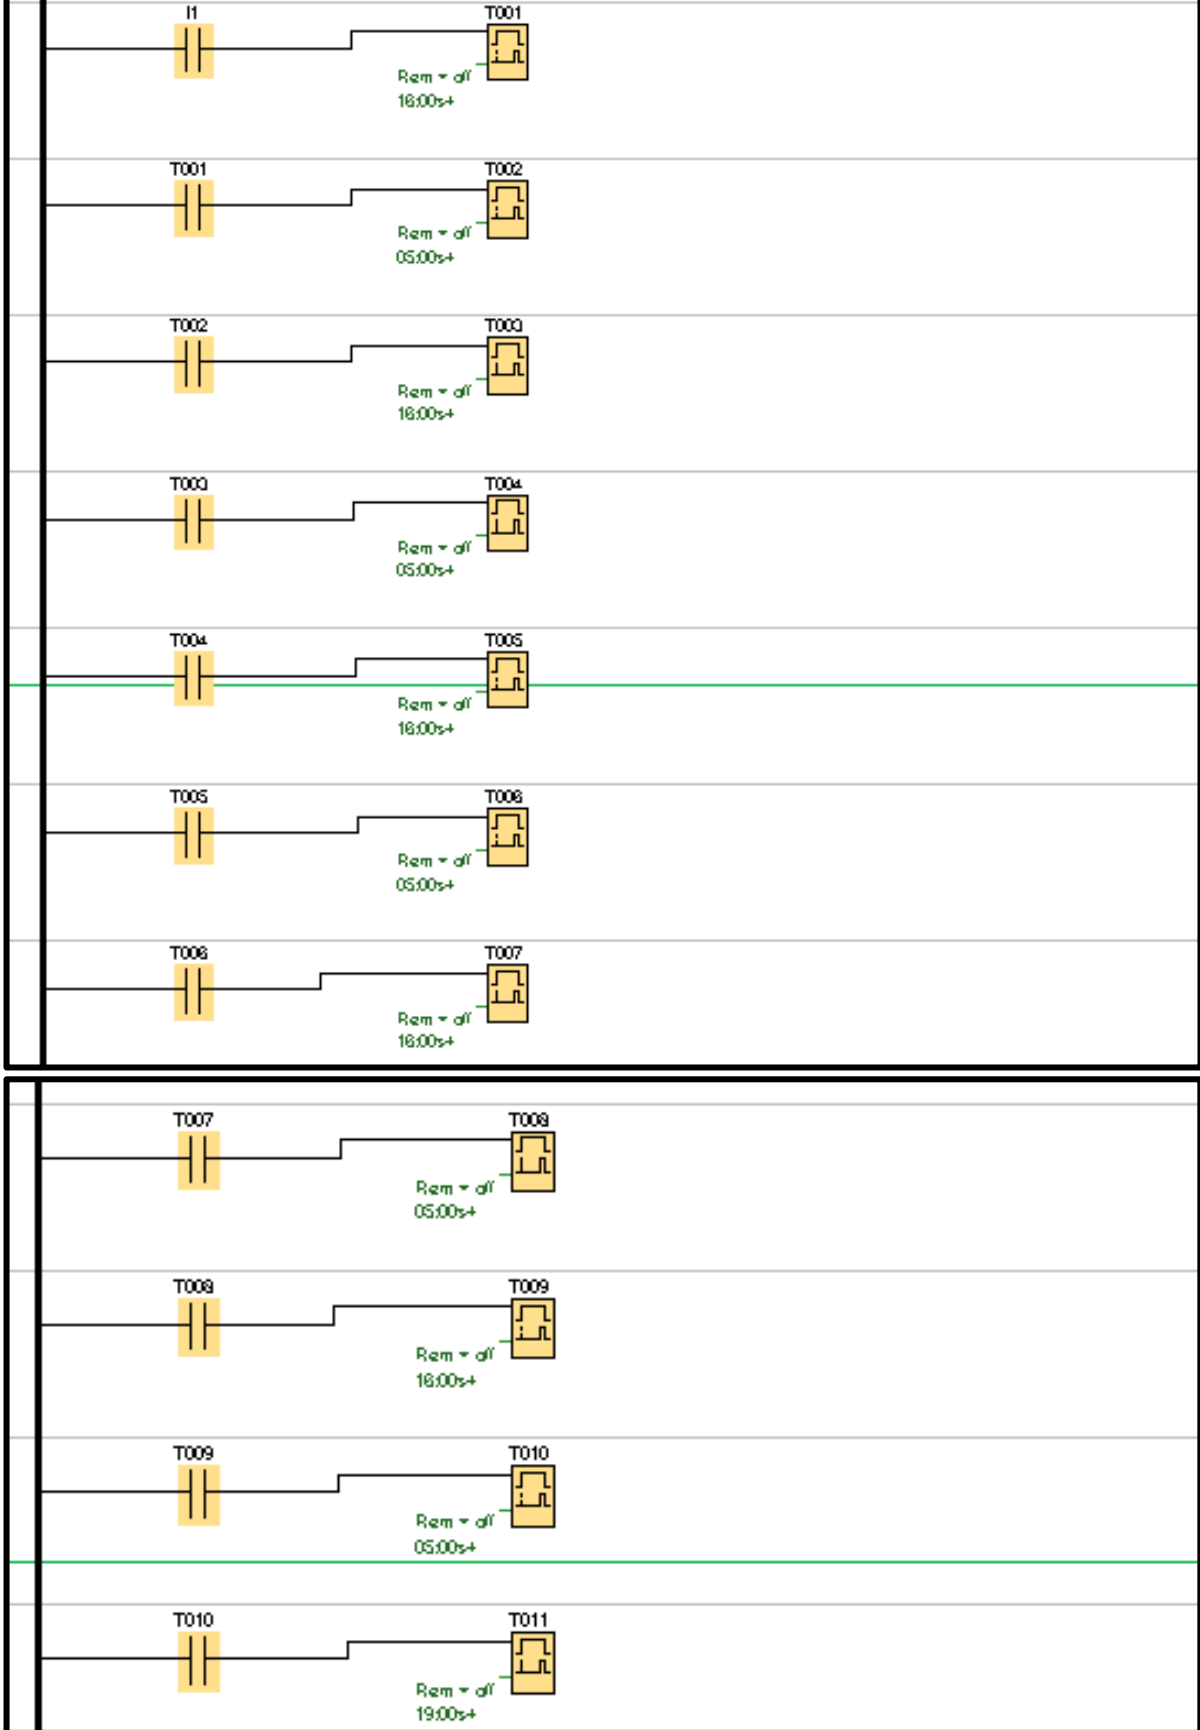 I1 T001
Rem = off
16:00s+
T001 T002
Rem = off
05:00s+
T002 T003
Rem = off
16:00s+
T003 T004
Rem = off
05:00s+
T004 T005
Rem = off
16:00s+
T005 T006
Rem = off
05:00s+
T006 T007
Rem = off
16:00s+
T007 T008
Rem = off
05:00s+
T008 T009
Rem = off
16:00s+
T009 T010
Rem = off
05:00s+
T010 T011
Rem = off
19:00s+